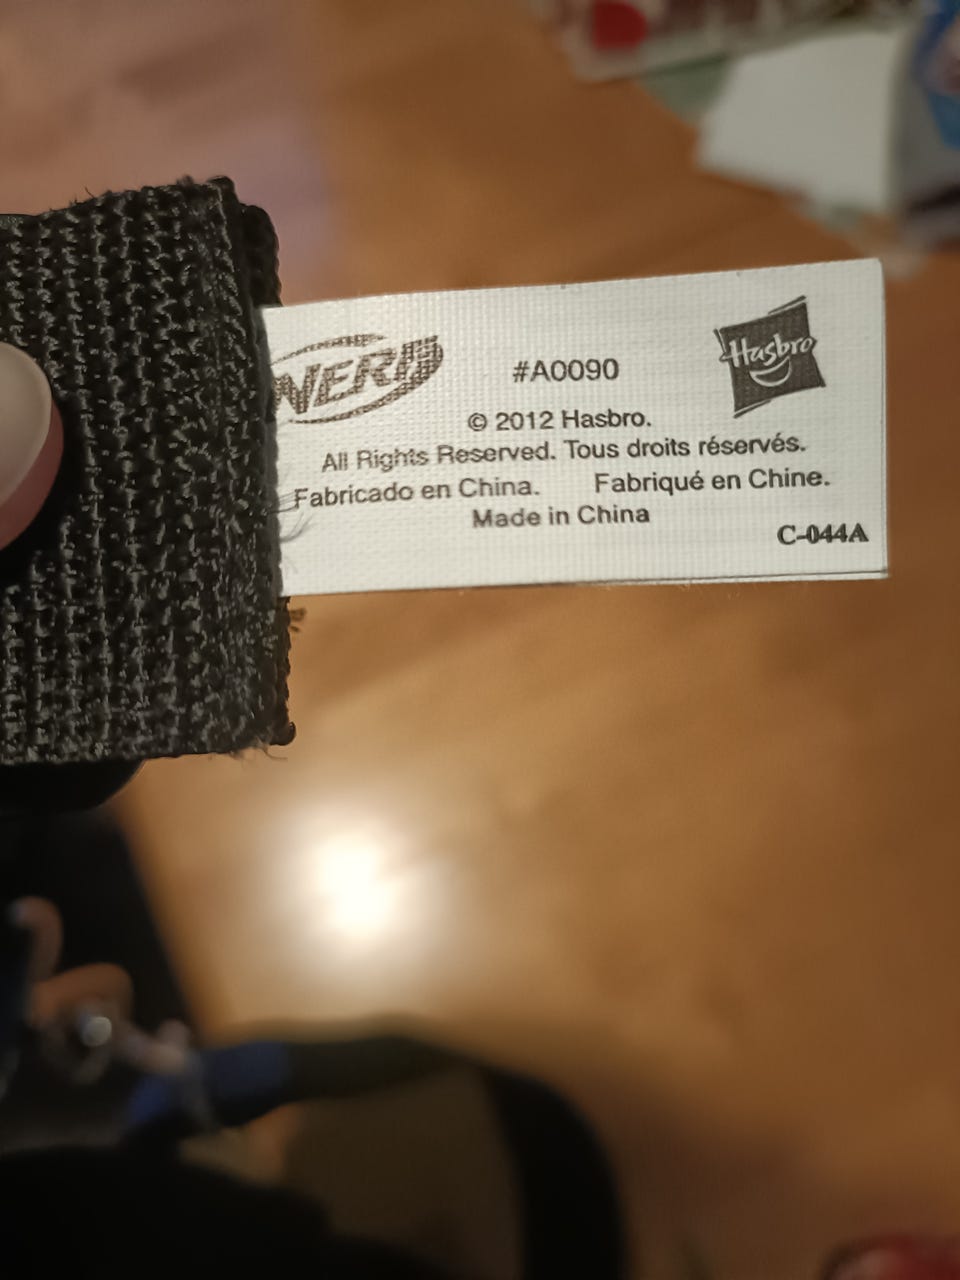 NERF
#A0090
Hasbro
© 2012 Hasbro.
All Rights Reserved. Tous droits réservés.
Fabricado en China. Fabriqué en Chine.
Made in China
C-044A